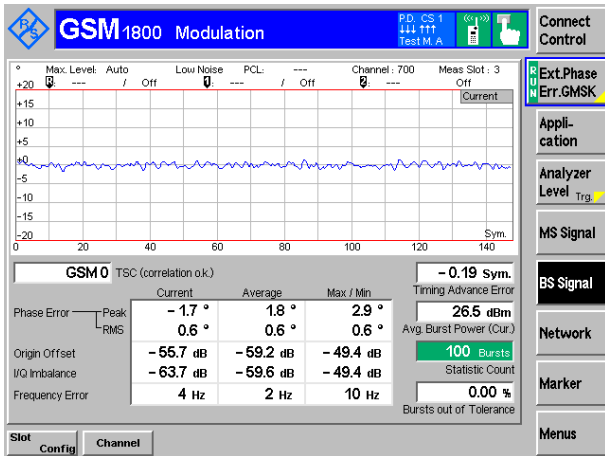 R S
GSM 1800 Modulation
P.D. CS 1
↓↓↓ ↑↑↑
Test M. A
Connect Control
° Max. Level: Auto Low Noise PCL: --- Channel : 700 Meas Slot : 3
+20 --- / Off --- / Off 2: --- Off
Current
+15
+10
+5
±0
-5
-10
-15
-20 Sym.
0 20 40 60 80 100 120 140
RUN
Ext.Phase Err.GMSK
Appli-
cation
Analyzer
Level Trg.
MS Signal
BS Signal
Network
Marker
Menus
GSM 0 TSC (correlation o.k.)
– 0.19 Sym.
Timing Advance Error
Current Average Max / Min
Phase Error Peak – 1.7 ° 1.8 ° 2.9 °
RMS 0.6 ° 0.6 ° 0.6 °
26.5 dBm
Avg. Burst Power (Cur.)
Origin Offset – 55.7 dB – 59.2 dB – 49.4 dB
I/Q Imbalance – 63.7 dB – 59.6 dB – 49.4 dB
100 Bursts
Statistic Count
Frequency Error 4 Hz 2 Hz 10 Hz
0.00 %
Bursts out of Tolerance
Slot Config
Channel